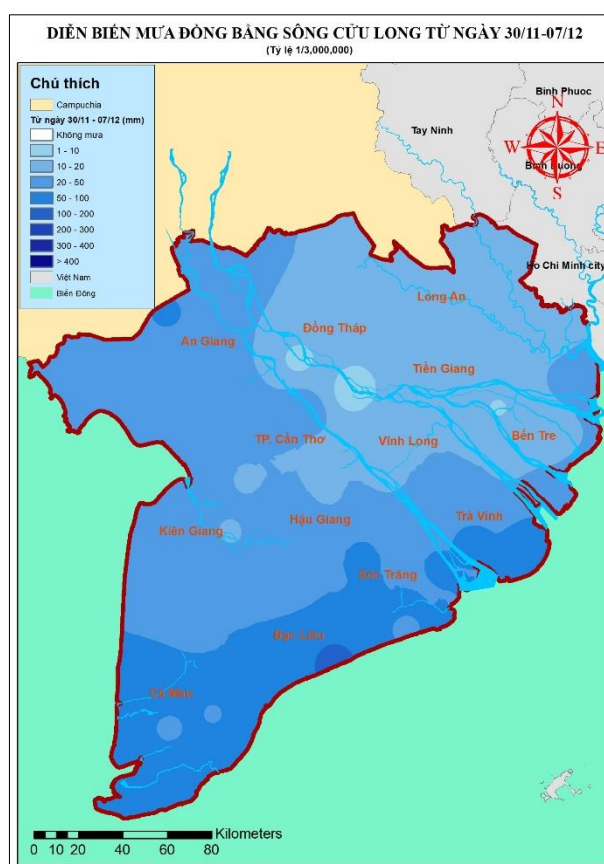 DIỄN BIẾN MƯA ĐỒNG BẰNG SÔNG CỬU LONG TỪ NGÀY 30/11-07/12
(Tỷ lệ 1/3,000,000)
Chú thích
Campuchia
Từ ngày 30/11 - 07/12 (mm)
Không mưa
1 - 10
10 - 20
20 - 50
50 - 100
100 - 200
200 - 300
300 - 400
> 400
Việt Nam
Biển Đông
Binh Phuoc
Tay Ninh
N
W
E
Binh Duong
S
Ho Chi Minh city
Long An
Đồng Tháp
An Giang
Tiền Giang
TP. Cần Thơ
Vĩnh Long
Bến Tre
Kiên Giang
Hậu Giang
Trà Vinh
Sóc Trăng
Bạc Liêu
Cà Mau
Kilometers
0 10 20 40 60 80